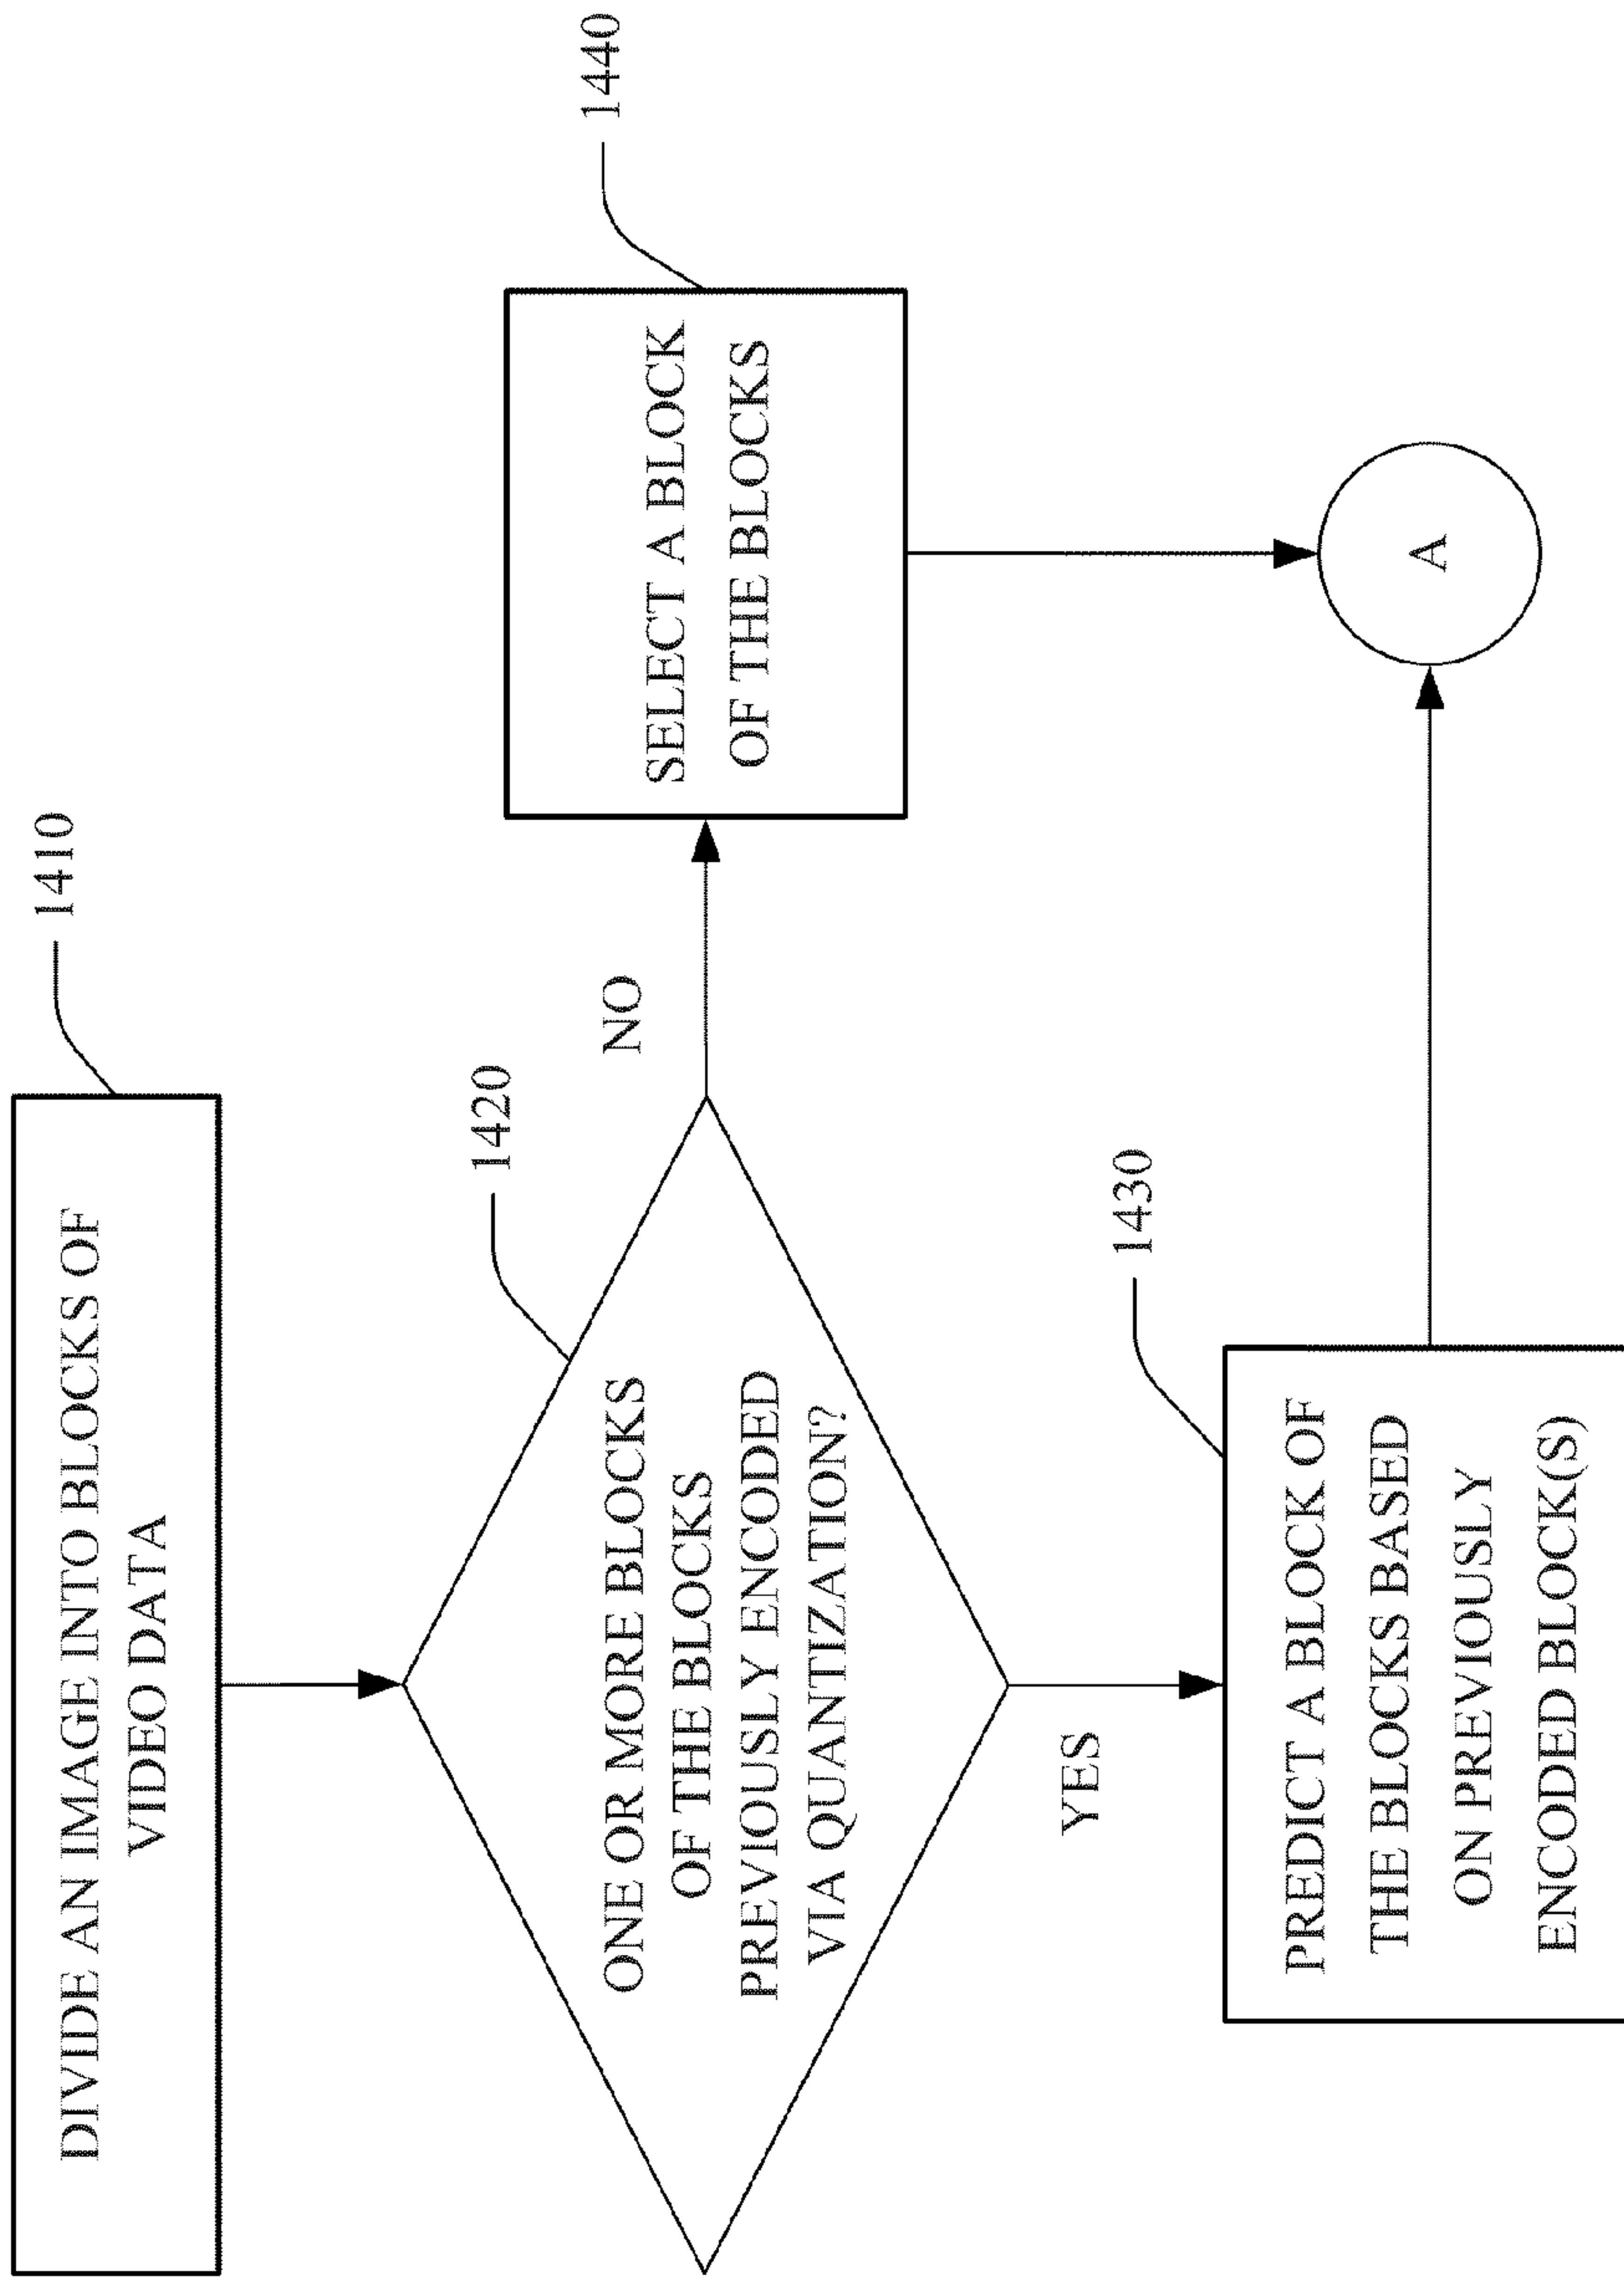 DIVIDE AN IMAGE INTO BLOCKS OF
VIDEO DATA
1410
ONE OR MORE BLOCKS
OF THE BLOCKS
PREVIOUSLY ENCODED
VIA QUANTIZATION?
1420
NO
SELECT A BLOCK
OF THE BLOCKS
1440
YES
PREDICT A BLOCK OF
THE BLOCKS BASED
ON PREVIOUSLY
ENCODED BLOCK(S)
1430
A